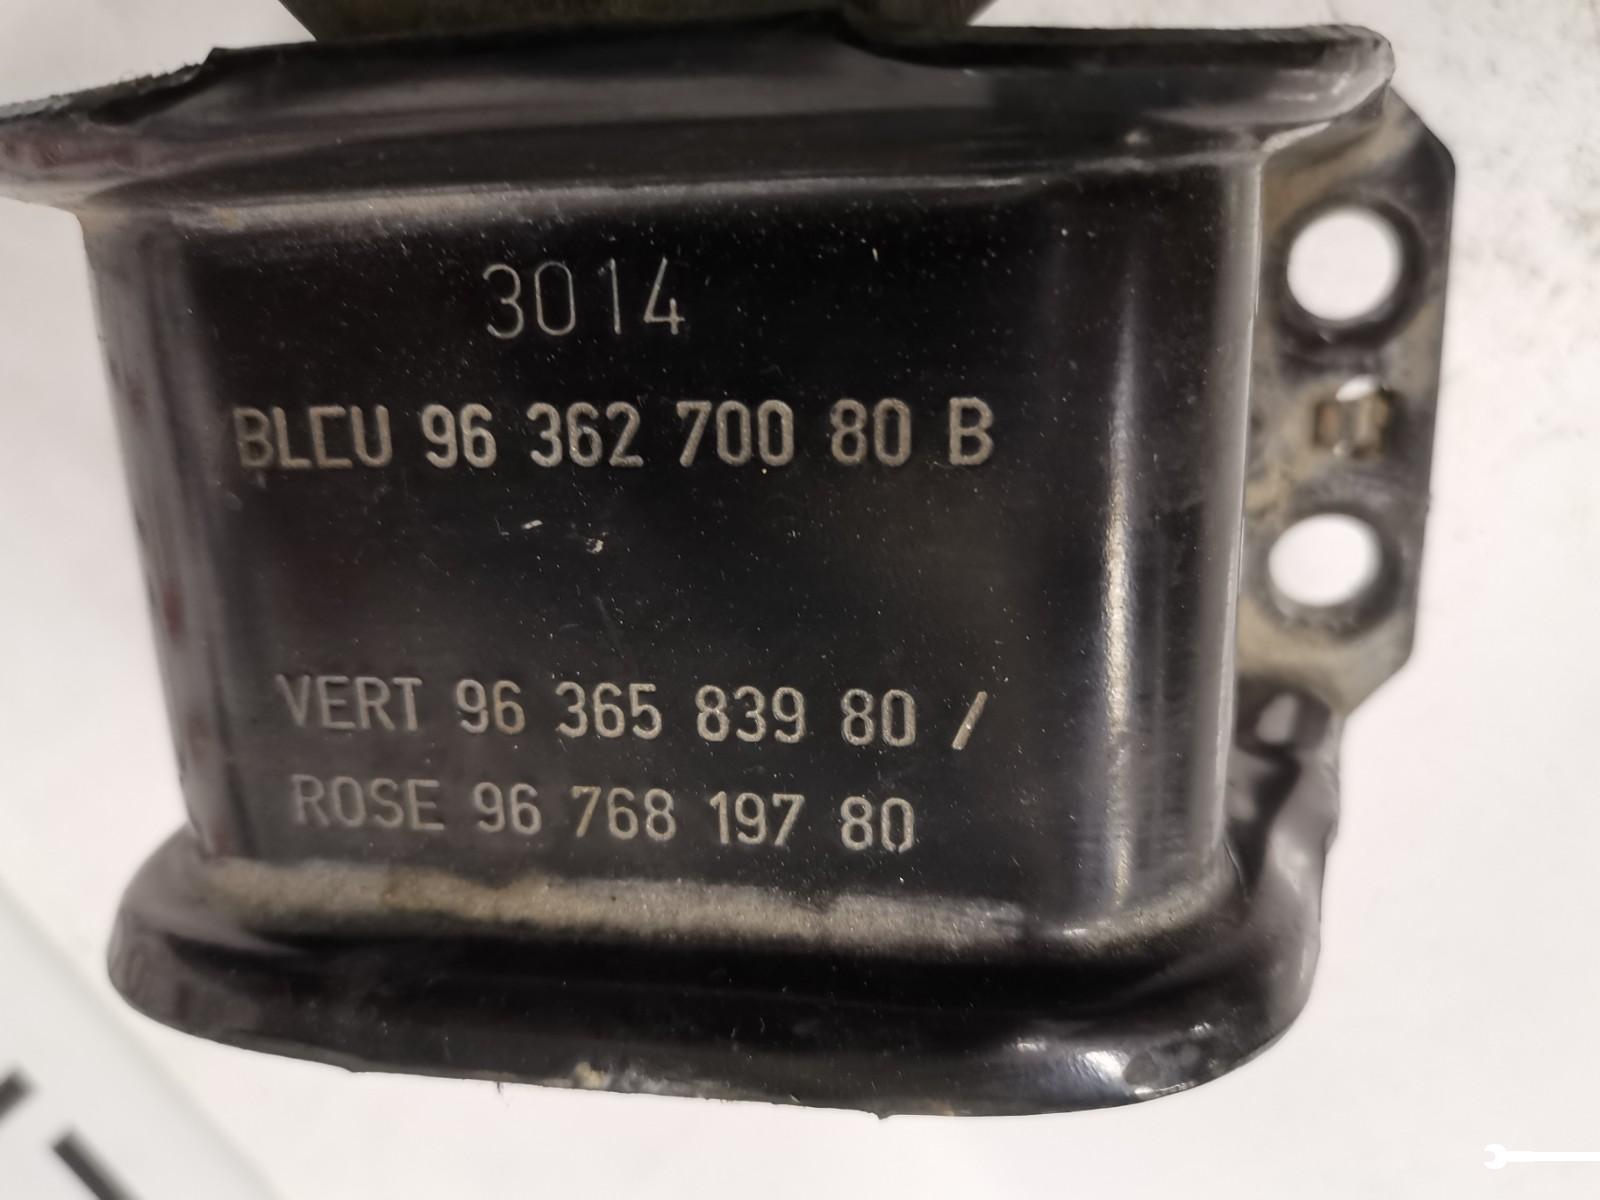 3014
BLEU 96 362 700 80 B
VERT 96 365 839 80 /
ROSE 96 768 197 80